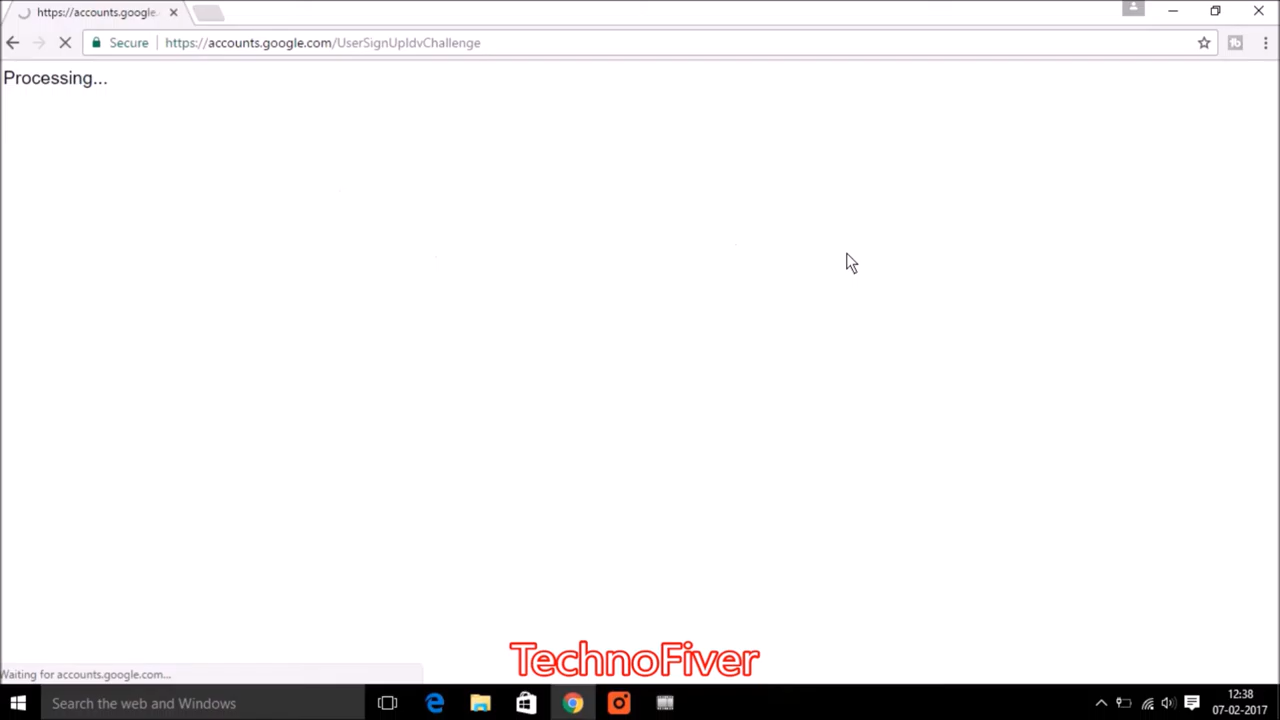 https://accounts.google.
Secure
https://accounts.google.com/UserSignUpIdvChallenge
Processing...
TechnoFiver
Waiting for accounts.google.com...
Search the web and Windows
12:38
07-02-2017